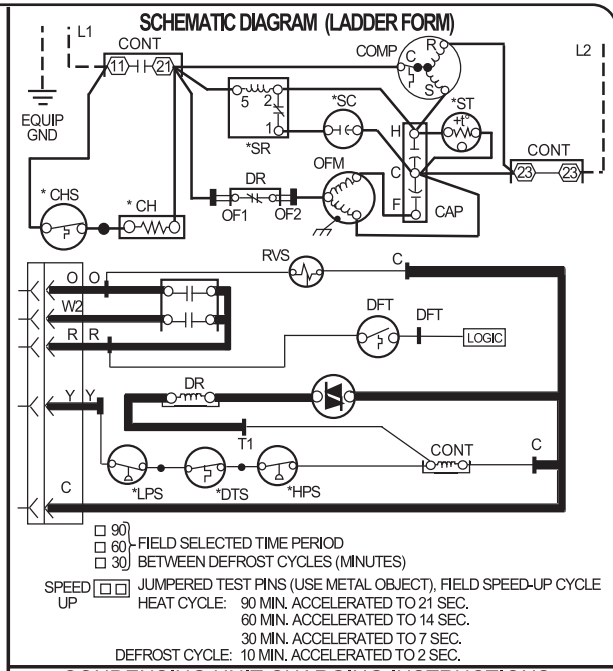 SCHEMATIC DIAGRAM (LADDER FORM)
L1
CONT
11 21
COMP
C R S
L2
EQUIP
GND
5 2
1
*SR
*SC
H
C
F
CAP
*ST
+t°
CONT
23 23
* CHS
* CH
DR
OF1 OF2
OFM
RVS
C
O O
W2
R R
DFT
DFT
LOGIC
Y Y
DR
T1
CONT
C
*LPS
*DTS
*HPS
C
90
60 FIELD SELECTED TIME PERIOD
30 BETWEEN DEFROST CYCLES (MINUTES)
SPEED UP JUMPERED TEST PINS (USE METAL OBJECT), FIELD SPEED-UP CYCLE
HEAT CYCLE: 90 MIN. ACCELERATED TO 21 SEC.
60 MIN. ACCELERATED TO 14 SEC.
30 MIN. ACCELERATED TO 7 SEC.
DEFROST CYCLE: 10 MIN. ACCELERATED TO 2 SEC.